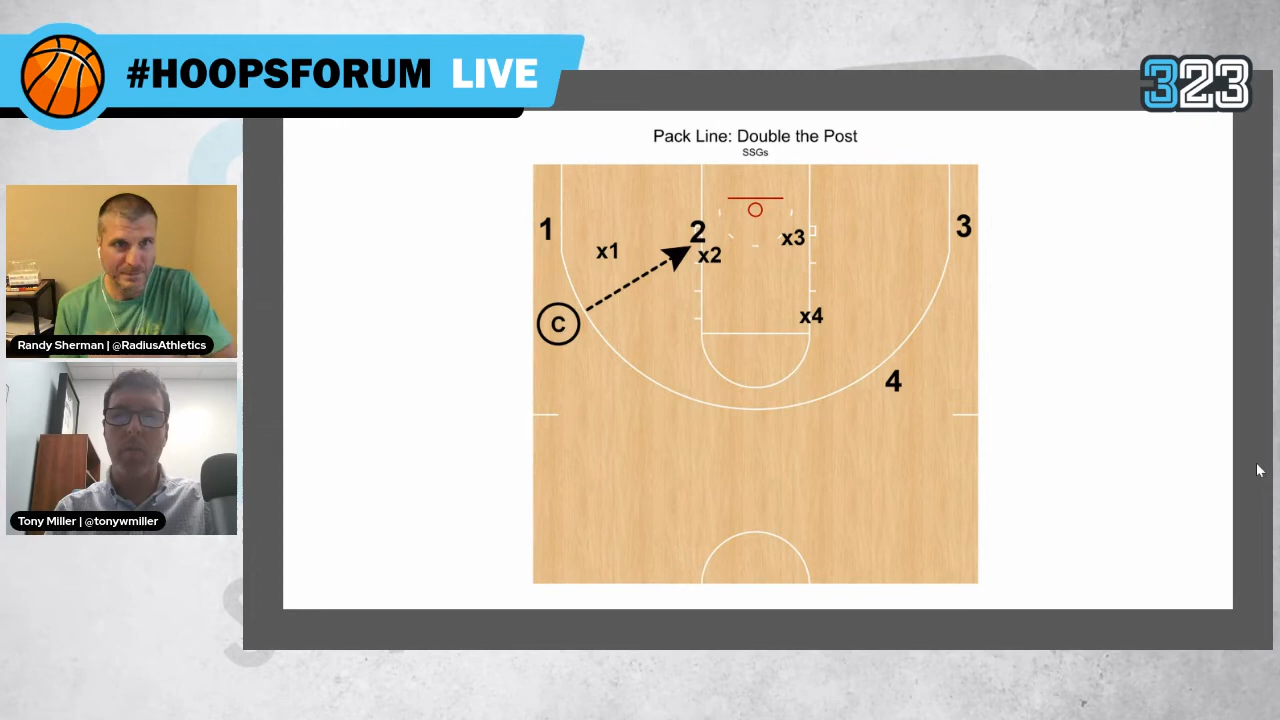 #HOOPSFORUM LIVE
323
Pack Line: Double the Post
SSGs
1
2
3
x1
x2
x3
C
x4
4
Randy Sherman | @RadiusAthletics
Tony Miller | @tonywmiller